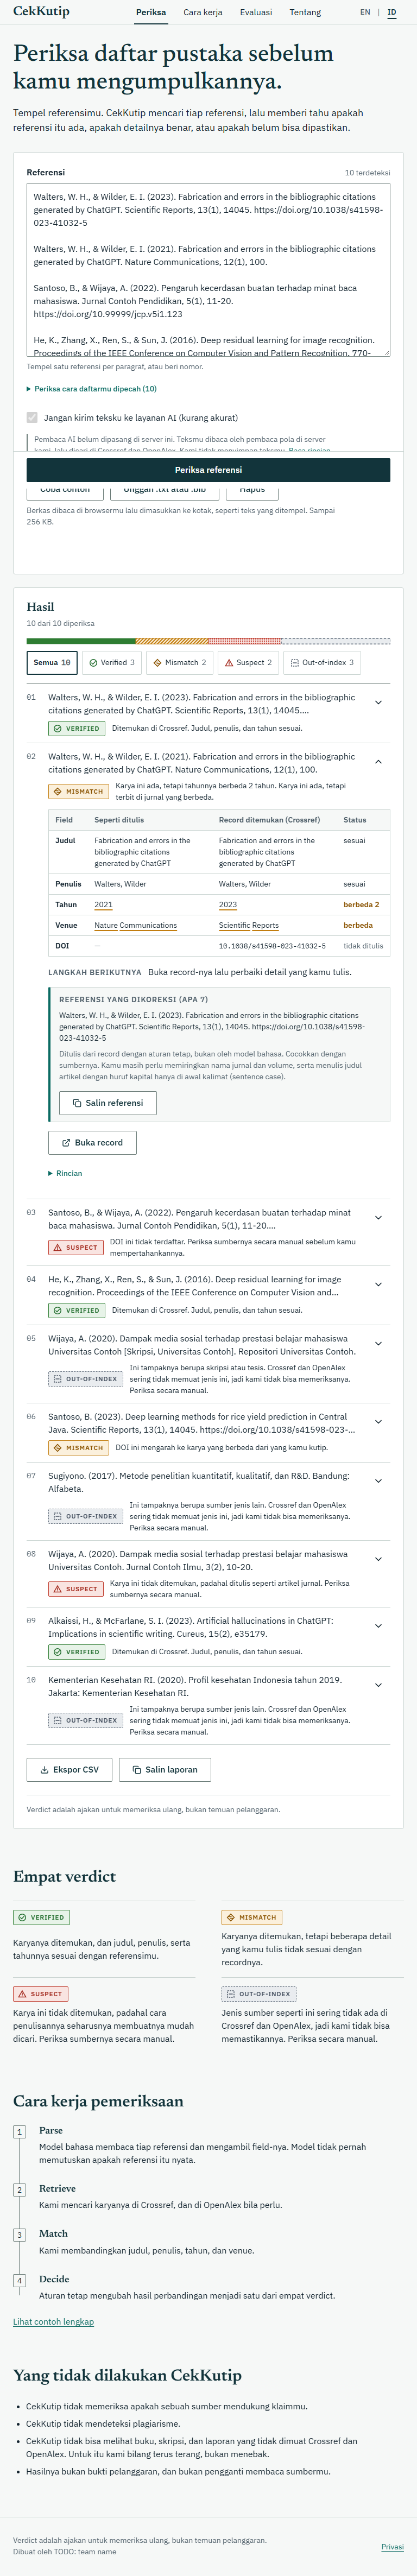 CekKutip
Periksa Cara kerja Evaluasi Tentang EN | ID
Periksa daftar pustaka sebelum
kamu mengumpulkannya.
Tempel referensimu. CekKutip mencari tiap referensi, lalu memberi tahu apakah
referensi itu ada, apakah detailnya benar, atau apakah belum bisa dipastikan.
Referensi 10 terdeteksi
Walters, W. H., & Wilder, E. I. (2023). Fabrication and errors in the bibliographic citations
generated by ChatGPT. Scientific Reports, 13(1), 14045. https://doi.org/10.1038/s41598-
023-41032-5
Walters, W. H., & Wilder, E. I. (2021). Fabrication and errors in the bibliographic citations
generated by ChatGPT. Nature Communications, 12(1), 100.
Santoso, B., & Wijaya, A. (2022). Pengaruh kecerdasan buatan terhadap minat baca
mahasiswa. Jurnal Contoh Pendidikan, 5(1), 11-20.
https://doi.org/10.99999/jcp.v5i1.123
He, K., Zhang, X., Ren, S., & Sun, J. (2016). Deep residual learning for image recognition.
Proceedings of the IEEE Conference on Computer Vision and Pattern Recognition, 770-
Tempel satu referensi per paragraf, atau beri nomor.
Periksa cara daftarmu dipecah (10)
Jangan kirim teksku ke layanan AI (kurang akurat)
Pembaca AI belum dipasang di server ini. Teksmu dibaca oleh pembaca pola di server
kami, lalu dicari di Crossref dan OpenAlex. Kami tidak menyimpan teksmu. Baca rincian
Periksa referensi
Coba contoh Unggah .txt atau .bib Hapus
Berkas dibaca di browsermu lalu dimasukkan ke kotak, seperti teks yang ditempel. Sampai
256 KB.
Hasil
10 dari 10 diperiksa
Semua 10 Verified 3 Mismatch 2 Suspect 2 Out-of-index 3
01 Walters, W. H., & Wilder, E. I. (2023). Fabrication and errors in the bibliographic
citations generated by ChatGPT. Scientific Reports, 13(1), 14045....
VERIFIED Ditemukan di Crossref. Judul, penulis, dan tahun sesuai.
02 Walters, W. H., & Wilder, E. I. (2021). Fabrication and errors in the bibliographic
citations generated by ChatGPT. Nature Communications, 12(1), 100.
MISMATCH Karya ini ada, tetapi tahunnya berbeda 2 tahun. Karya ini ada, tetapi
terbit di jurnal yang berbeda.
Field Seperti ditulis Record ditemukan (Crossref) Status
Judul Fabrication and errors in the bibliographic citations generated by ChatGPT Fabrication and errors in the bibliographic citations generated by ChatGPT sesuai
Penulis Walters, Wilder Walters, Wilder sesuai
Tahun 2021 2023 berbeda 2
Venue Nature Communications Scientific Reports berbeda
DOI — 10.1038/s41598-023-41032-5 tidak ditulis
LANGKAH BERIKUTNYA Buka record-nya lalu perbaiki detail yang kamu tulis.
REFERENSI YANG DIKOREKSI (APA 7)
Walters, W. H., & Wilder, E. I. (2023). Fabrication and errors in the bibliographic citations
generated by ChatGPT. Scientific Reports, 13(1), 14045. https://doi.org/10.1038/s41598-
023-41032-5
Ditulis dari record dengan aturan tetap, bukan oleh model bahasa. Cocokkan dengan
sumbernya. Kamu masih perlu memiringkan nama jurnal dan volume, serta menulis judul
artikel dengan huruf kapital hanya di awal kalimat (sentence case).
Salin referensi
Buka record
Rincian
03 Santoso, B., & Wijaya, A. (2022). Pengaruh kecerdasan buatan terhadap minat
baca mahasiswa. Jurnal Contoh Pendidikan, 5(1), 11-20....
SUSPECT DOI ini tidak terdaftar. Periksa sumbernya secara manual sebelum kamu
mempertahankannya.
04 He, K., Zhang, X., Ren, S., & Sun, J. (2016). Deep residual learning for image
recognition. Proceedings of the IEEE Conference on Computer Vision and...
VERIFIED Ditemukan di Crossref. Judul, penulis, dan tahun sesuai.
05 Wijaya, A. (2020). Dampak media sosial terhadap prestasi belajar mahasiswa
Universitas Contoh [Skripsi, Universitas Contoh]. Repositori Universitas Contoh.
OUT-OF-INDEX Ini tampaknya berupa skripsi atau tesis. Crossref dan OpenAlex
sering tidak memuat jenis ini, jadi kami tidak bisa memeriksanya.
Periksa secara manual.
06 Santoso, B. (2023). Deep learning methods for rice yield prediction in Central
Java. Scientific Reports, 13(1), 14045. https://doi.org/10.1038/s41598-023-...
MISMATCH DOI ini mengarah ke karya yang berbeda dari yang kamu kutip.
07 Sugiyono. (2017). Metode penelitian kuantitatif, kualitatif, dan R&D. Bandung:
Alfabeta.
OUT-OF-INDEX Ini tampaknya berupa sumber jenis lain. Crossref dan OpenAlex
sering tidak memuat jenis ini, jadi kami tidak bisa memeriksanya.
Periksa secara manual.
08 Wijaya, A. (2020). Dampak media sosial terhadap prestasi belajar mahasiswa
Universitas Contoh. Jurnal Contoh Ilmu, 3(2), 10-20.
SUSPECT Karya ini tidak ditemukan, padahal ditulis seperti artikel jurnal. Periksa
sumbernya secara manual.
09 Alkaissi, H., & McFarlane, S. I. (2023). Artificial hallucinations in ChatGPT:
Implications in scientific writing. Cureus, 15(2), e35179.
VERIFIED Ditemukan di Crossref. Judul, penulis, dan tahun sesuai.
10 Kementerian Kesehatan RI. (2020). Profil kesehatan Indonesia tahun 2019.
Jakarta: Kementerian Kesehatan RI.
OUT-OF-INDEX Ini tampaknya berupa sumber jenis lain. Crossref dan OpenAlex
sering tidak memuat jenis ini, jadi kami tidak bisa memeriksanya.
Periksa secara manual.
Ekspor CSV Salin laporan
Verdict adalah ajakan untuk memeriksa ulang, bukan temuan pelanggaran.
Empat verdict
VERIFIED
Karyanya ditemukan, dan judul, penulis, serta
tahunnya sesuai dengan referensimu.
MISMATCH
Karyanya ditemukan, tetapi beberapa detail
yang kamu tulis tidak sesuai dengan
recordnya.
SUSPECT
Karya ini tidak ditemukan, padahal cara
penulisannya seharusnya membuatnya mudah
dicari. Periksa sumbernya secara manual.
OUT-OF-INDEX
Jenis sumber seperti ini sering tidak ada di
Crossref dan OpenAlex, jadi kami tidak bisa
memastikannya. Periksa secara manual.
Cara kerja pemeriksaan
1 Parse
Model bahasa membaca tiap referensi dan mengambil field-nya. Model tidak pernah
memutuskan apakah referensi itu nyata.
2 Retrieve
Kami mencari karyanya di Crossref, dan di OpenAlex bila perlu.
3 Match
Kami membandingkan judul, penulis, tahun, dan venue.
4 Decide
Aturan tetap mengubah hasil perbandingan menjadi satu dari empat verdict.
Lihat contoh lengkap
Yang tidak dilakukan CekKutip
• CekKutip tidak memeriksa apakah sebuah sumber mendukung klaimmu.
• CekKutip tidak mendeteksi plagiarisme.
• CekKutip tidak bisa melihat buku, skripsi, dan laporan yang tidak dimuat Crossref dan
OpenAlex. Untuk itu kami bilang terus terang, bukan menebak.
• Hasilnya bukan bukti pelanggaran, dan bukan pengganti membaca sumbermu.
Verdict adalah ajakan untuk memeriksa ulang, bukan temuan pelanggaran.
Dibuat oleh TODO: team name
Privasi